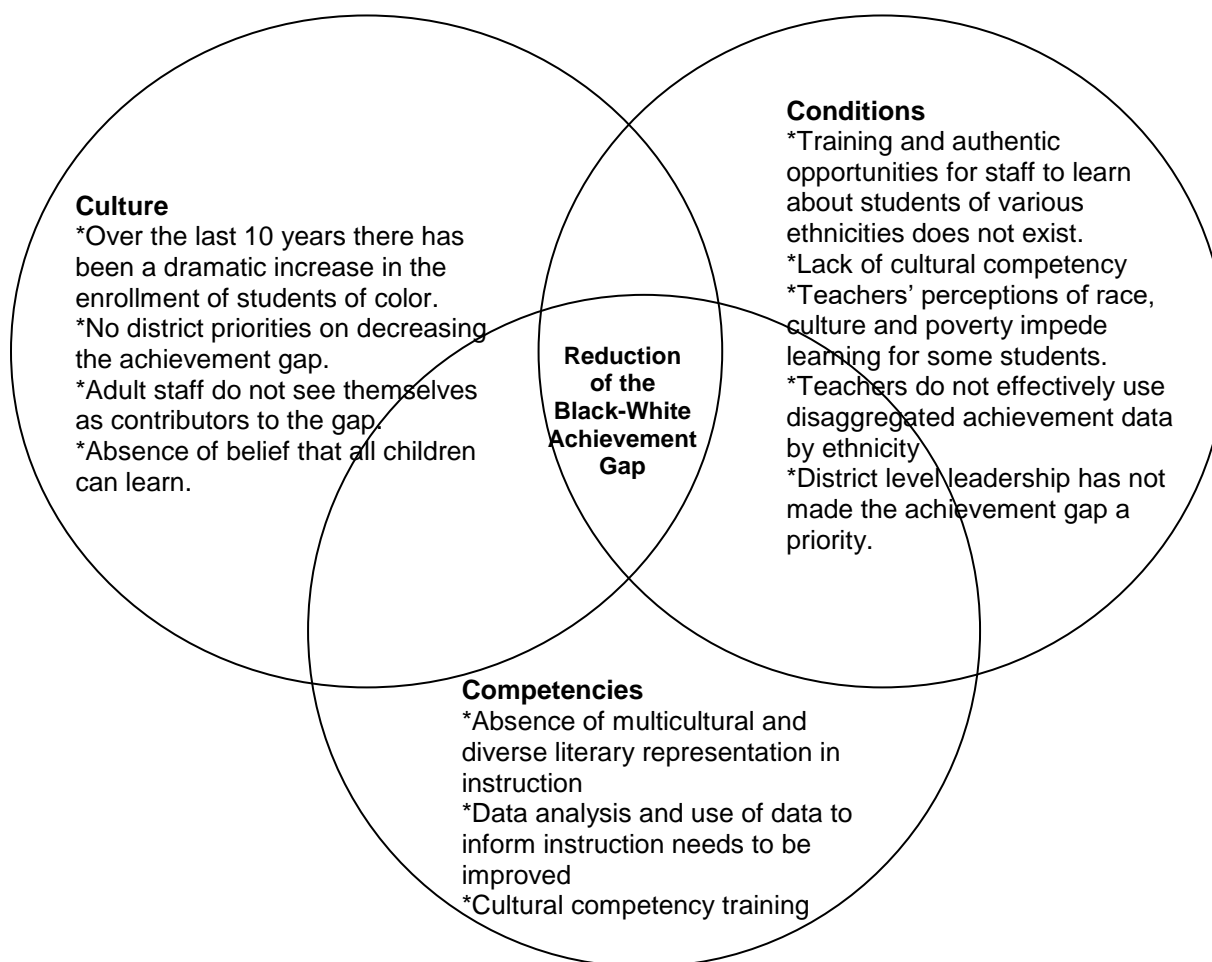 Culture
*Over the last 10 years there has
been a dramatic increase in the
enrollment of students of color.
*No district priorities on decreasing
the achievement gap.
*Adult staff do not see themselves
as contributors to the gap.
*Absence of belief that all children
can learn.
Reduction
of the
Black-White
Achievement
Gap
Conditions
*Training and authentic
opportunities for staff to learn
about students of various
ethnicities does not exist.
*Lack of cultural competency
*Teachers’ perceptions of race,
culture and poverty impede
learning for some students.
*Teachers do not effectively use
disaggregated achievement data
by ethnicity
*District level leadership has not
made the achievement gap a
priority.
Competencies
*Absence of multicultural and
diverse literary representation in
instruction
*Data analysis and use of data to
inform instruction needs to be
improved
*Cultural competency training